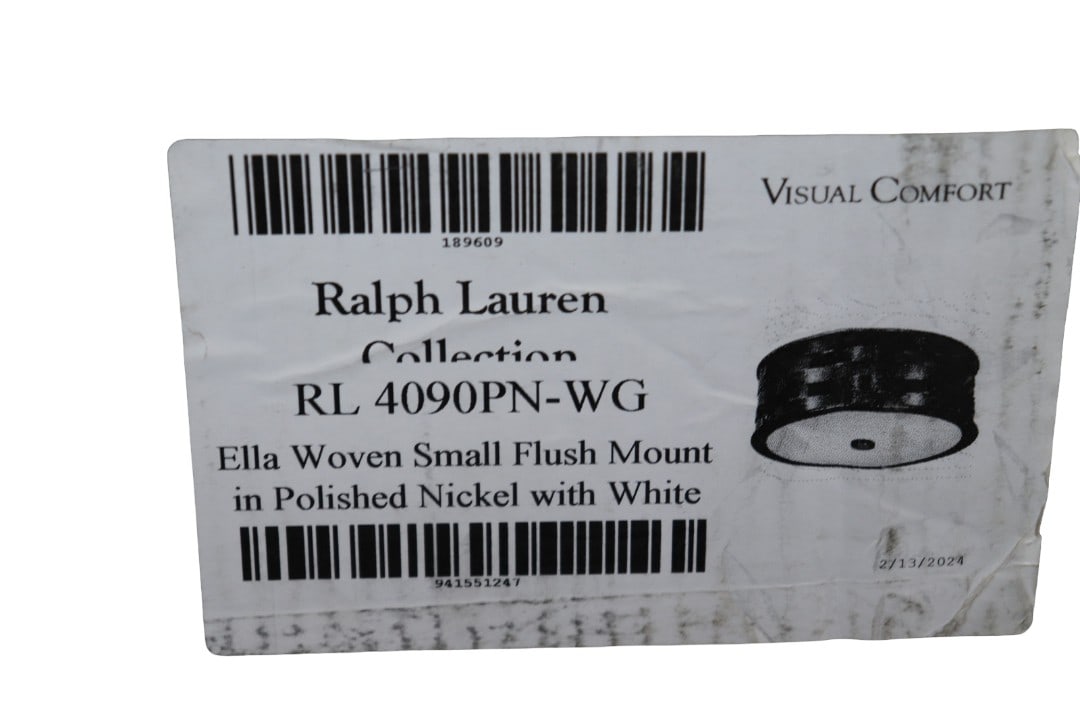 189609
VISUAL COMFORT
Ralph Lauren
Collection
RL 4090PN-WG
Ella Woven Small Flush Mount
in Polished Nickel with White
941551247
2/13/2024